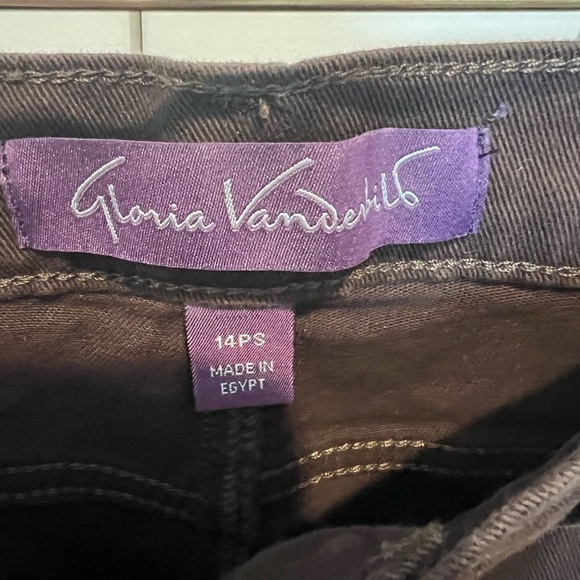 Gloria Vanderbilt
14PS
MADE IN
EGYPT